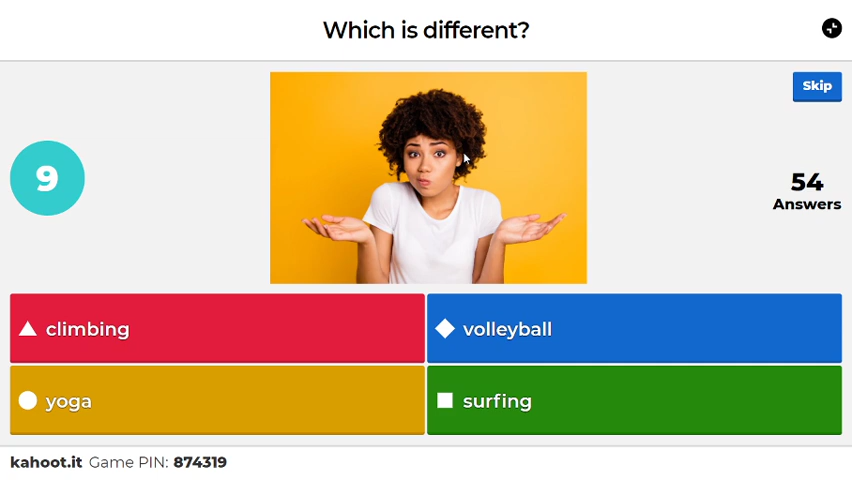 Which is different?
Skip
9
54
Answers
climbing
volleyball
yoga
surfing
kahoot.it Game PIN: 874319